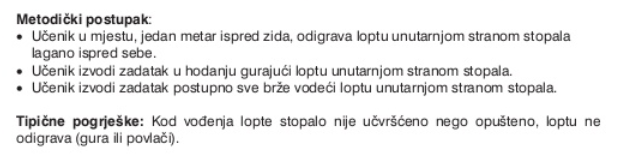 Metodički postupak:
• Učenik u mjestu, jedan metar ispred zida, odigrava loptu unutarnjom stranom stopala
lagano ispred sebe.
• Učenik izvodi zadatak u hodanju gurajući loptu unutarnjom stranom stopala.
• Učenik izvodi zadatak postupno sve brže vodeći loptu unutarnjom stranom stopala.
Tipične pogrješke: Kod vođenja lopte stopalo nije učvršćeno nego opušteno, loptu ne
odigrava (gura ili povlači).